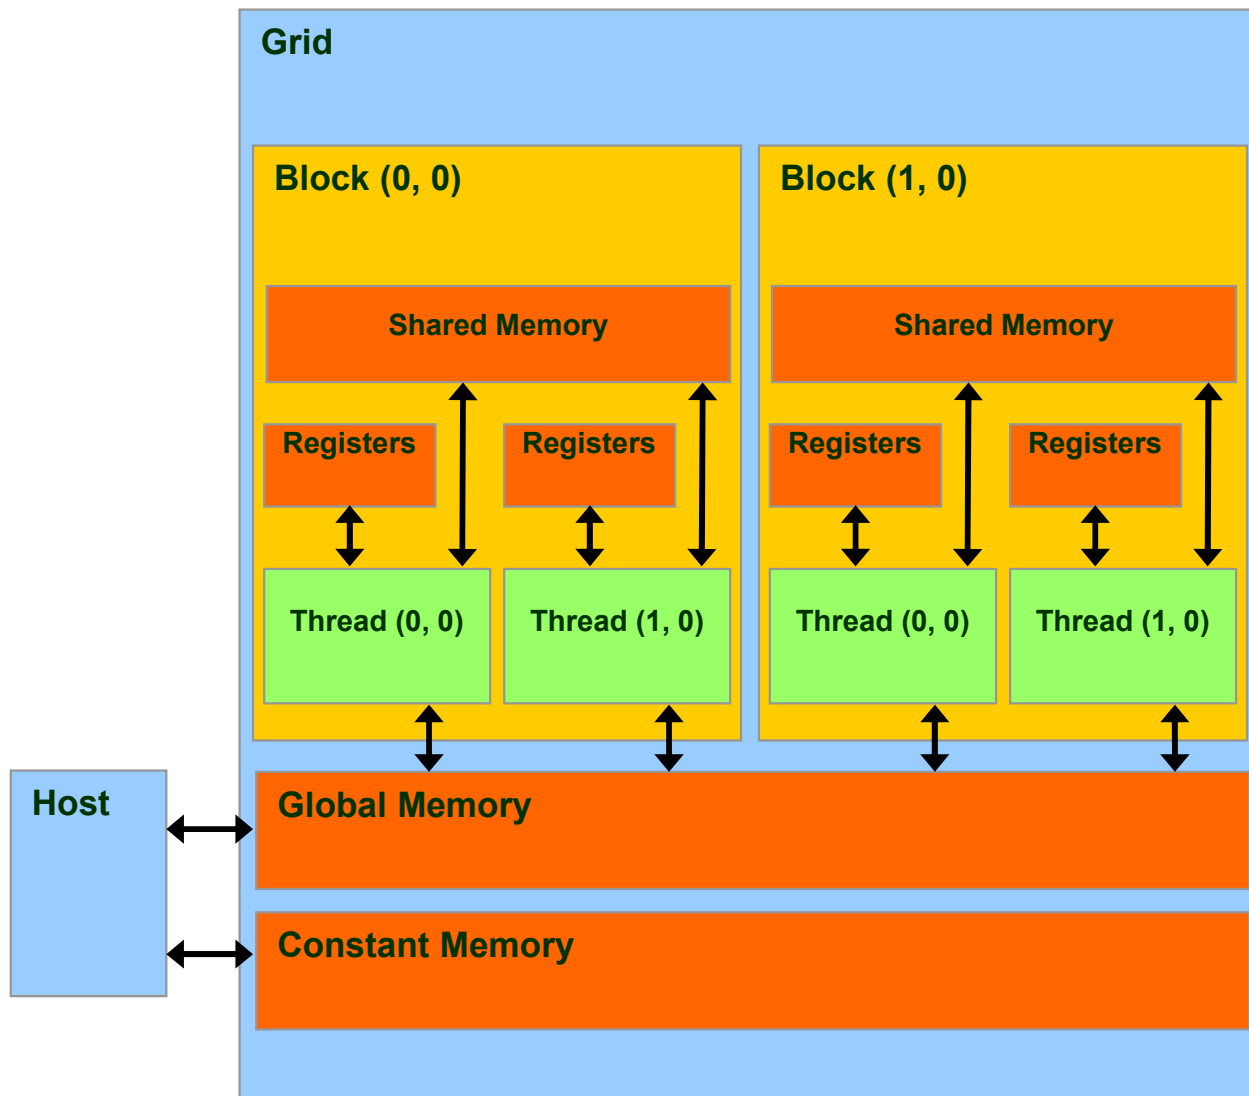 Grid
Block (0, 0)
Block (1, 0)
Shared Memory
Shared Memory
Registers
Registers
Registers
Registers
Thread (0, 0)
Thread (1, 0)
Thread (0, 0)
Thread (1, 0)
Host
Global Memory
Constant Memory